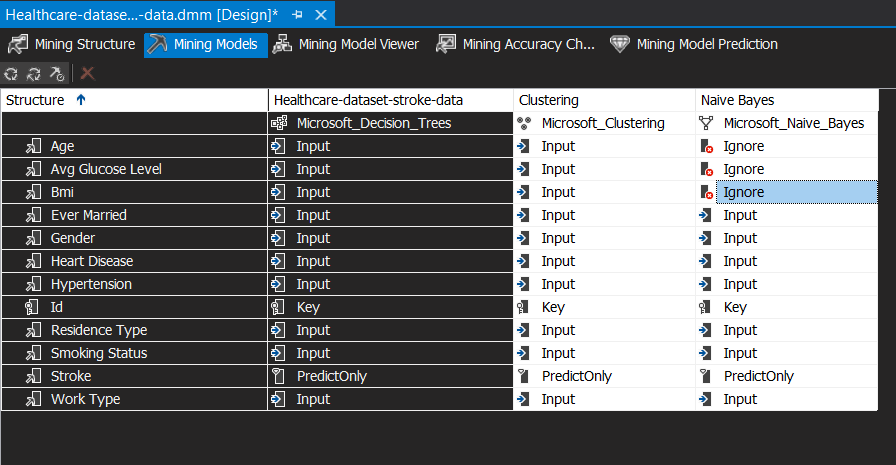 Healthcare-datase...-data.dmm [Design]*
Mining Structure Mining Models Mining Model Viewer Mining Accuracy Ch... Mining Model Prediction
Structure Healthcare-dataset-stroke-data Clustering Naive Bayes
Microsoft_Decision_Trees Microsoft_Clustering Microsoft_Naive_Bayes
Age Input Input Ignore
Avg Glucose Level Input Input Ignore
Bmi Input Input Ignore
Ever Married Input Input Input
Gender Input Input Input
Heart Disease Input Input Input
Hypertension Input Input Input
Id Key Key Key
Residence Type Input Input Input
Smoking Status Input Input Input
Stroke PredictOnly PredictOnly PredictOnly
Work Type Input Input Input